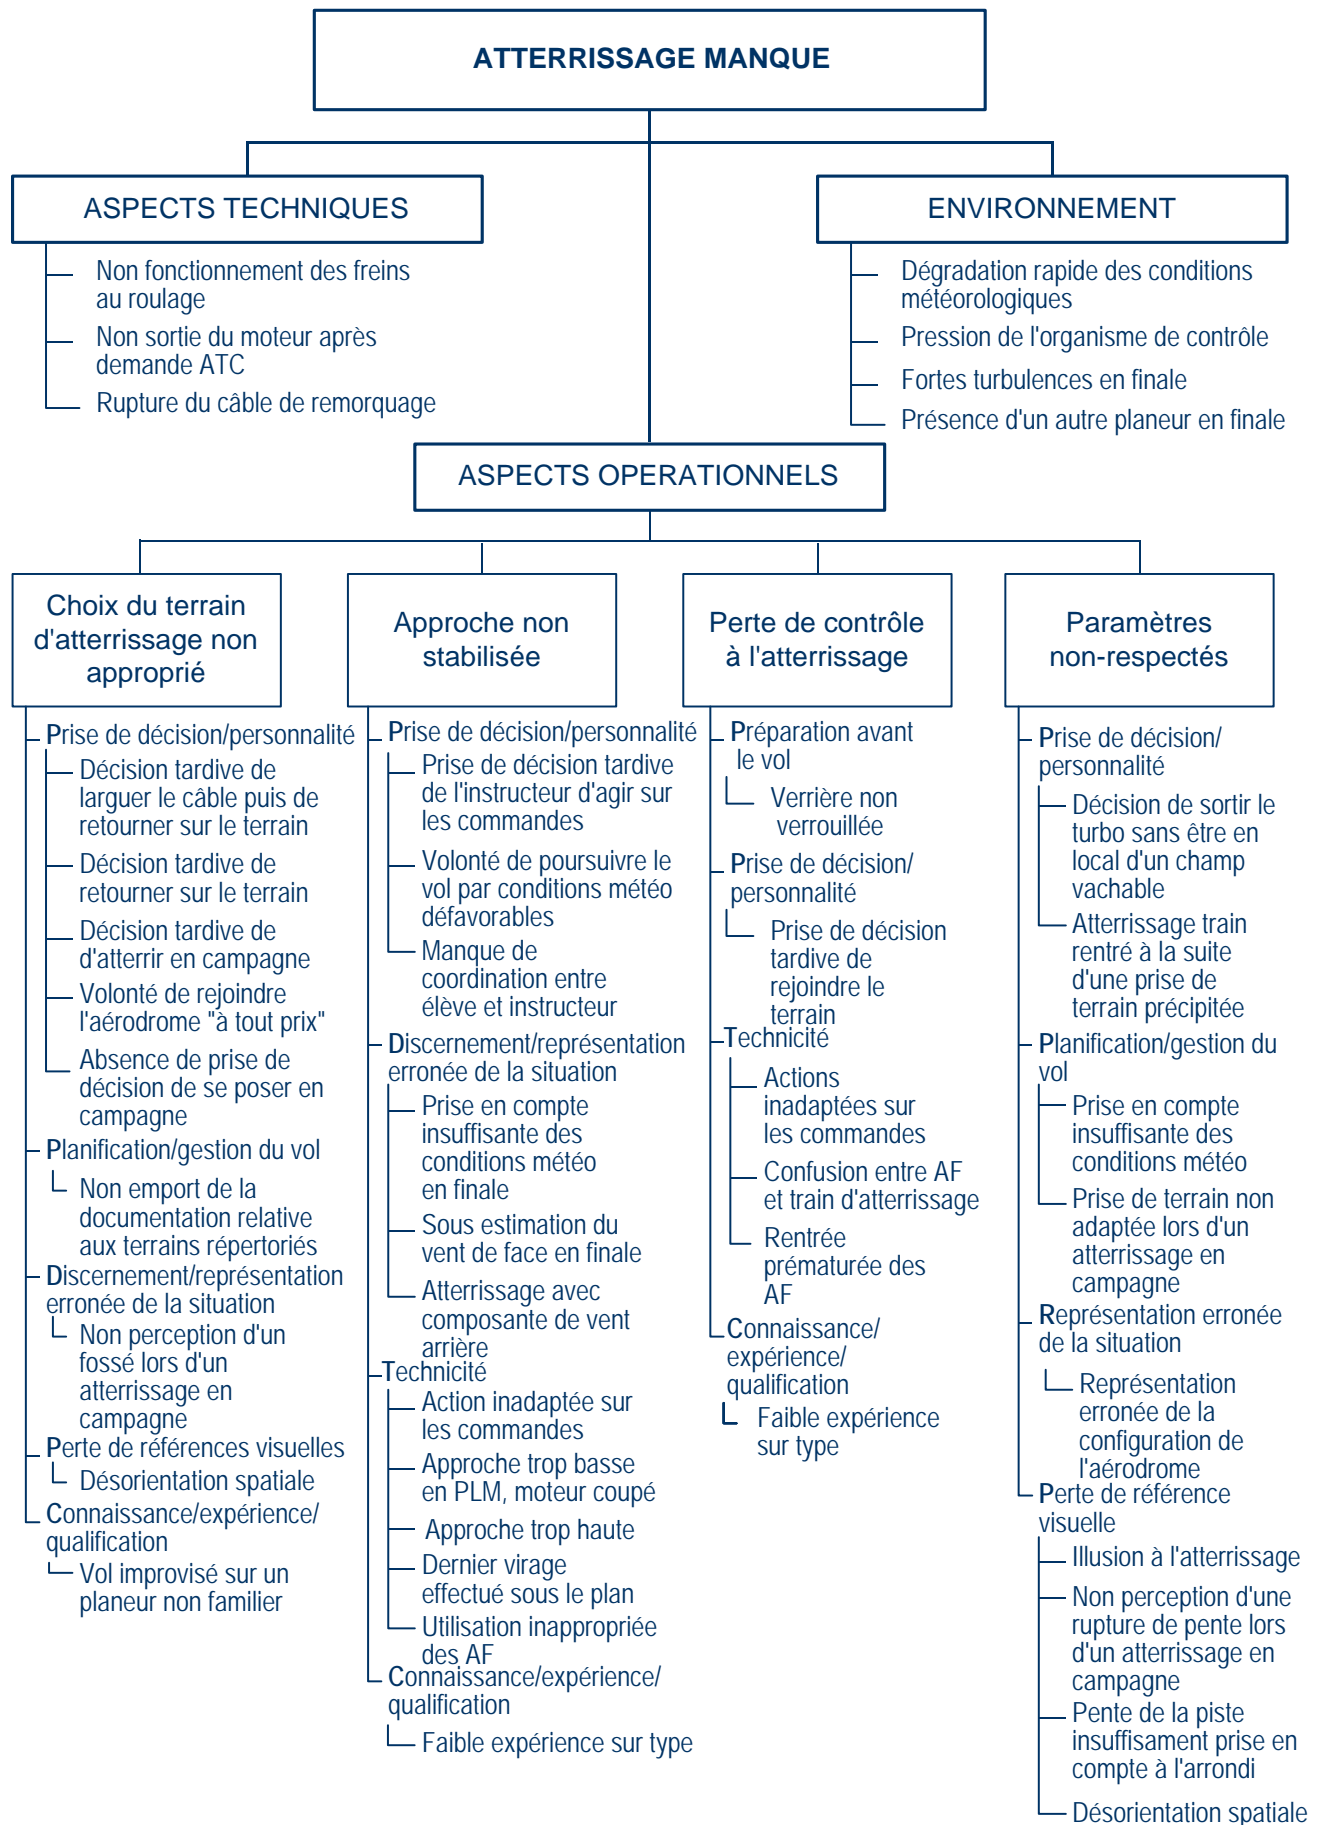 ATTERRISSAGE MANQUE
ASPECTS TECHNIQUES
Non fonctionnement des freins
au roulage
Non sortie du moteur après
demande ATC
Rupture du câble de remorquage
ENVIRONNEMENT
Dégradation rapide des conditions
météorologiques
Pression de l'organisme de contrôle
Fortes turbulences en finale
Présence d'un autre planeur en finale
ASPECTS OPERATIONNELS
Choix du terrain
d'atterrissage non
approprié
Prise de décision/personnalité
Décision tardive de
larguer le câble puis de
retourner sur le terrain
Décision tardive de
retourner sur le terrain
Décision tardive de
d'atterrir en campagne
Volonté de rejoindre
l'aérodrome "à tout prix"
Absence de prise de
décision de se poser en
campagne
Planification/gestion du vol
Non emport de la
documentation relative
aux terrains répertoriés
Discernement/représentation
erronée de la situation
Non perception d'un
fossé lors d'un
atterrissage en
campagne
Perte de références visuelles
Désorientation spatiale
Connaissance/expérience/
qualification
Vol improvisé sur un
planeur non familier
Approche non
stabilisée
Prise de décision/personnalité
Prise de décision tardive
de l'instructeur d'agir sur
les commandes
Volonté de poursuivre le
vol par conditions météo
défavorables
Manque de
coordination entre
élève et instructeur
Discernement/représentation
erronée de la situation
Prise en compte
insuffisante des
conditions météo
en finale
Sous estimation du
vent de face en finale
Atterrissage avec
composante de vent
arrière
Technicité
Action inadaptée sur
les commandes
Approche trop basse
en PLM, moteur coupé
Approche trop haute
Dernier virage
effectué sous le plan
Utilisation inappropriée
des AF
Connaissance/expérience/
qualification
Faible expérience sur type
Perte de contrôle
à l'atterrissage
Préparation avant
le vol
Verrière non
verrouillée
Prise de décision/
personnalité
Prise de décision
tardive de
rejoindre le
terrain
Technicité
Actions
inadaptées sur
les commandes
Confusion entre AF
et train d'atterrissage
Rentrée
prématurée des
AF
Connaissance/
expérience/
qualification
Faible expérience
sur type
Paramètres
non-respectés
Prise de décision/
personnalité
Décision de sortir le
turbo sans être en
local d'un champ
vachable
Atterrissage train
rentré à la suite
d'une prise de
terrain précipitée
Planification/gestion du
vol
Prise en compte
insuffisante des
conditions météo
Prise de terrain non
adaptée lors d'un
atterrissage en
campagne
Représentation erronée
de la situation
Représentation
erronée de la
configuration de
l'aérodrome
Perte de référence
visuelle
Illusion à l'atterrissage
Non perception d'une
rupture de pente lors
d'un atterrissage en
campagne
Pente de la piste
insuffisament prise en
compte à l'arrondi
Désorientation spatiale